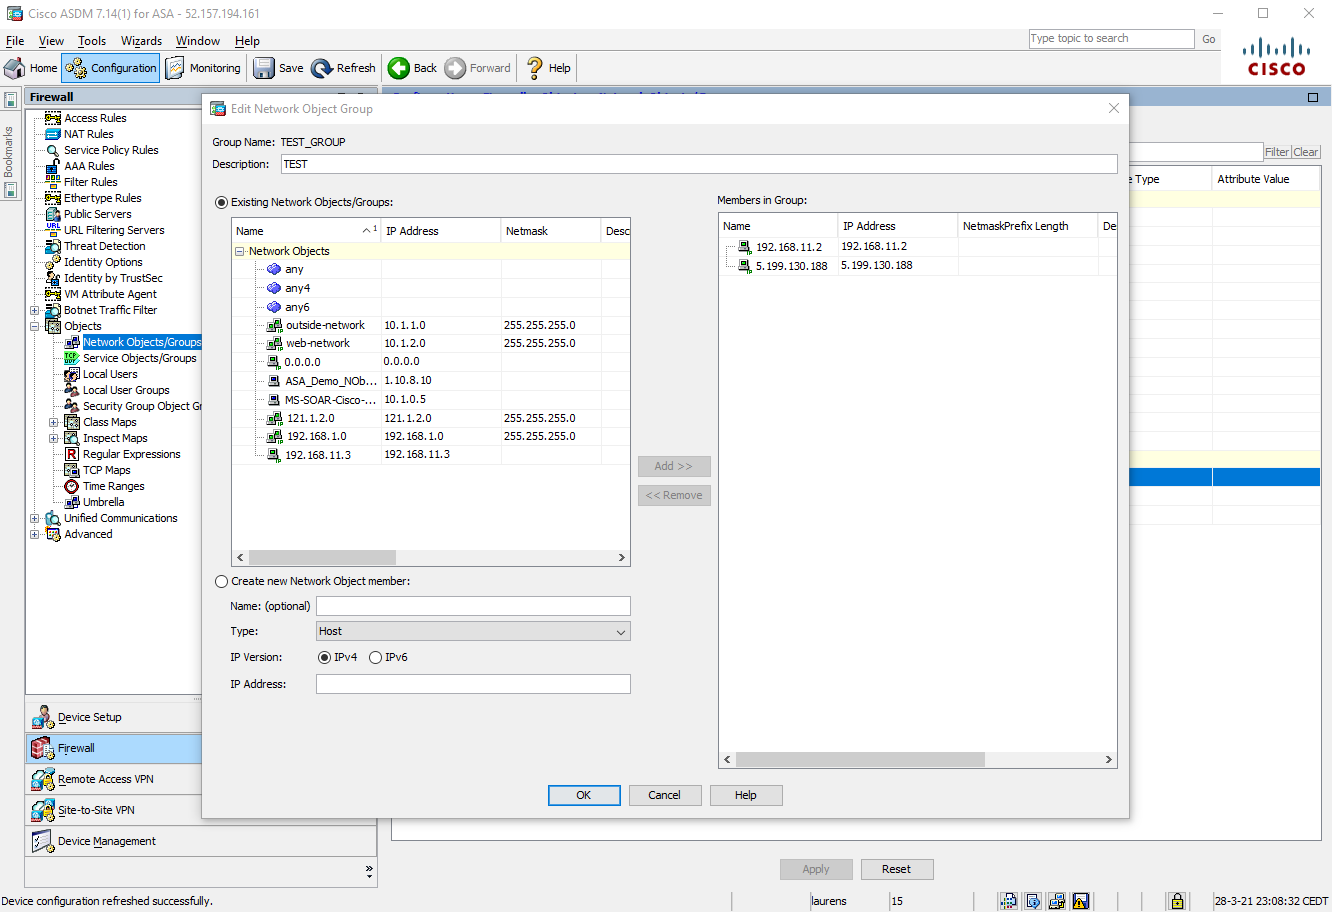 Cisco ASDM 7.14(1) for ASA - 52.157.194.161
File View Tools Wizards Window Help
Type topic to search Go
Home Configuration Monitoring Save Refresh Back Forward Help
CISCO
Bookmarks
Firewall
Access Rules
NAT Rules
Service Policy Rules
AAA Rules
Filter Rules
Ethertype Rules
Public Servers
URL Filtering Servers
Threat Detection
Identity Options
Identity by TrustSec
VM Attribute Agent
Botnet Traffic Filter
Objects
Network Objects/Groups
Service Objects/Groups
Local Users
Local User Groups
Security Group Object Gr
Class Maps
Inspect Maps
Regular Expressions
TCP Maps
Time Ranges
Umbrella
Unified Communications
Advanced
Device Setup
Firewall
Remote Access VPN
Site-to-Site VPN
Device Management
Edit Network Object Group
Group Name: TEST_GROUP
Description: TEST
Existing Network Objects/Groups:
Name 1 IP Address Netmask Desc
Network Objects
any
any4
any6
outside-network 10.1.1.0 255.255.255.0
web-network 10.1.2.0 255.255.255.0
0.0.0.0 0.0.0.0
ASA_Demo_NOb... 1.10.8.10
MS-SOAR-Cisco-... 10.1.0.5
121.1.2.0 121.1.2.0 255.255.255.0
192.168.1.0 192.168.1.0 255.255.255.0
192.168.11.3 192.168.11.3
Add >>
<< Remove
Members in Group:
Name IP Address NetmaskPrefix Length De
192.168.11.2 192.168.11.2
5.199.130.188 5.199.130.188
Create new Network Object member:
Name: (optional)
Type: Host
IP Version: IPv4 IPv6
IP Address:
OK Cancel Help
Filter Clear
e Type Attribute Value
Apply Reset
Device configuration refreshed successfully. laurens 15 28-3-21 23:08:32 CEDT